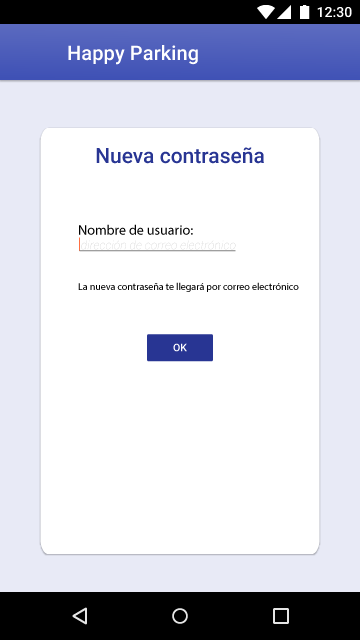 12:30
Happy Parking
Nueva contraseña
Nombre de usuario:
dirección de correo electrónico
La nueva contraseña te llegará por correo electrónico
OK